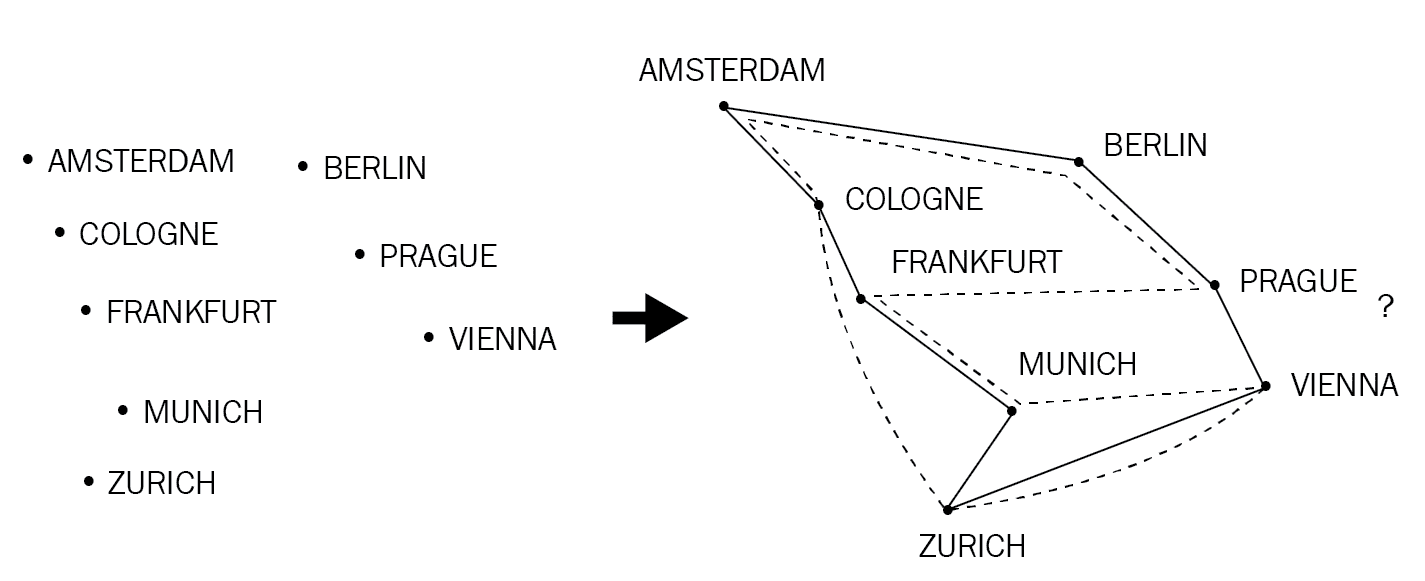 AMSTERDAM
BERLIN
COLOGNE
PRAGUE
FRANKFURT
VIENNA
MUNICH
ZURICH
AMSTERDAM
BERLIN
COLOGNE
FRANKFURT
PRAGUE
?
MUNICH
VIENNA
ZURICH